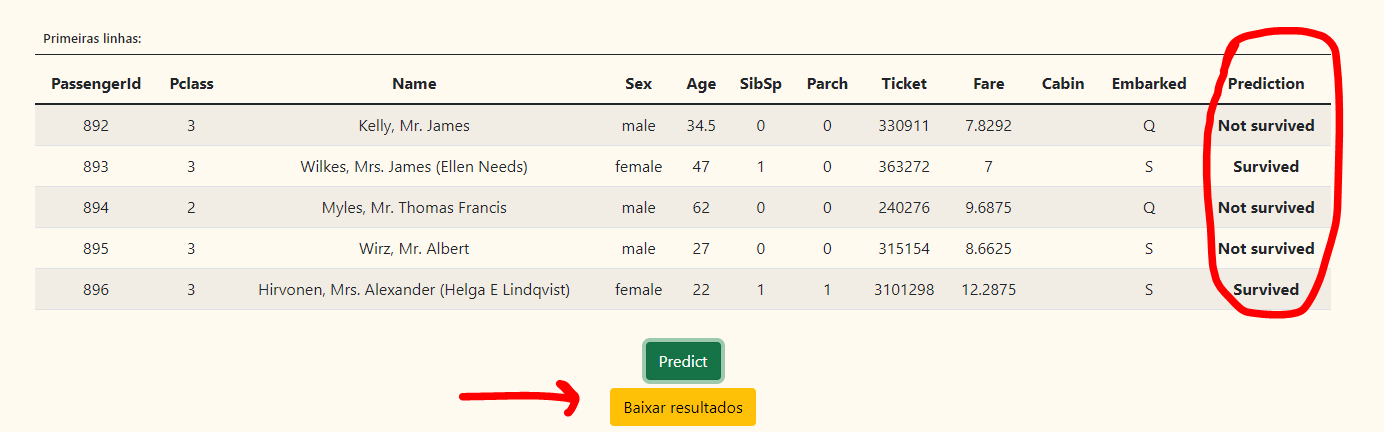 Primeiras linhas:
PassengerId Pclass Name Sex Age SibSp Parch Ticket Fare Cabin Embarked Prediction
892 3 Kelly, Mr. James male 34.5 0 0 330911 7.8292 Q Not survived
893 3 Wilkes, Mrs. James (Ellen Needs) female 47 1 0 363272 7 S Survived
894 2 Myles, Mr. Thomas Francis male 62 0 0 240276 9.6875 Q Not survived
895 3 Wirz, Mr. Albert male 27 0 0 315154 8.6625 S Not survived
896 3 Hirvonen, Mrs. Alexander (Helga E Lindqvist) female 22 1 1 3101298 12.2875 S Survived
Predict
Baixar resultados